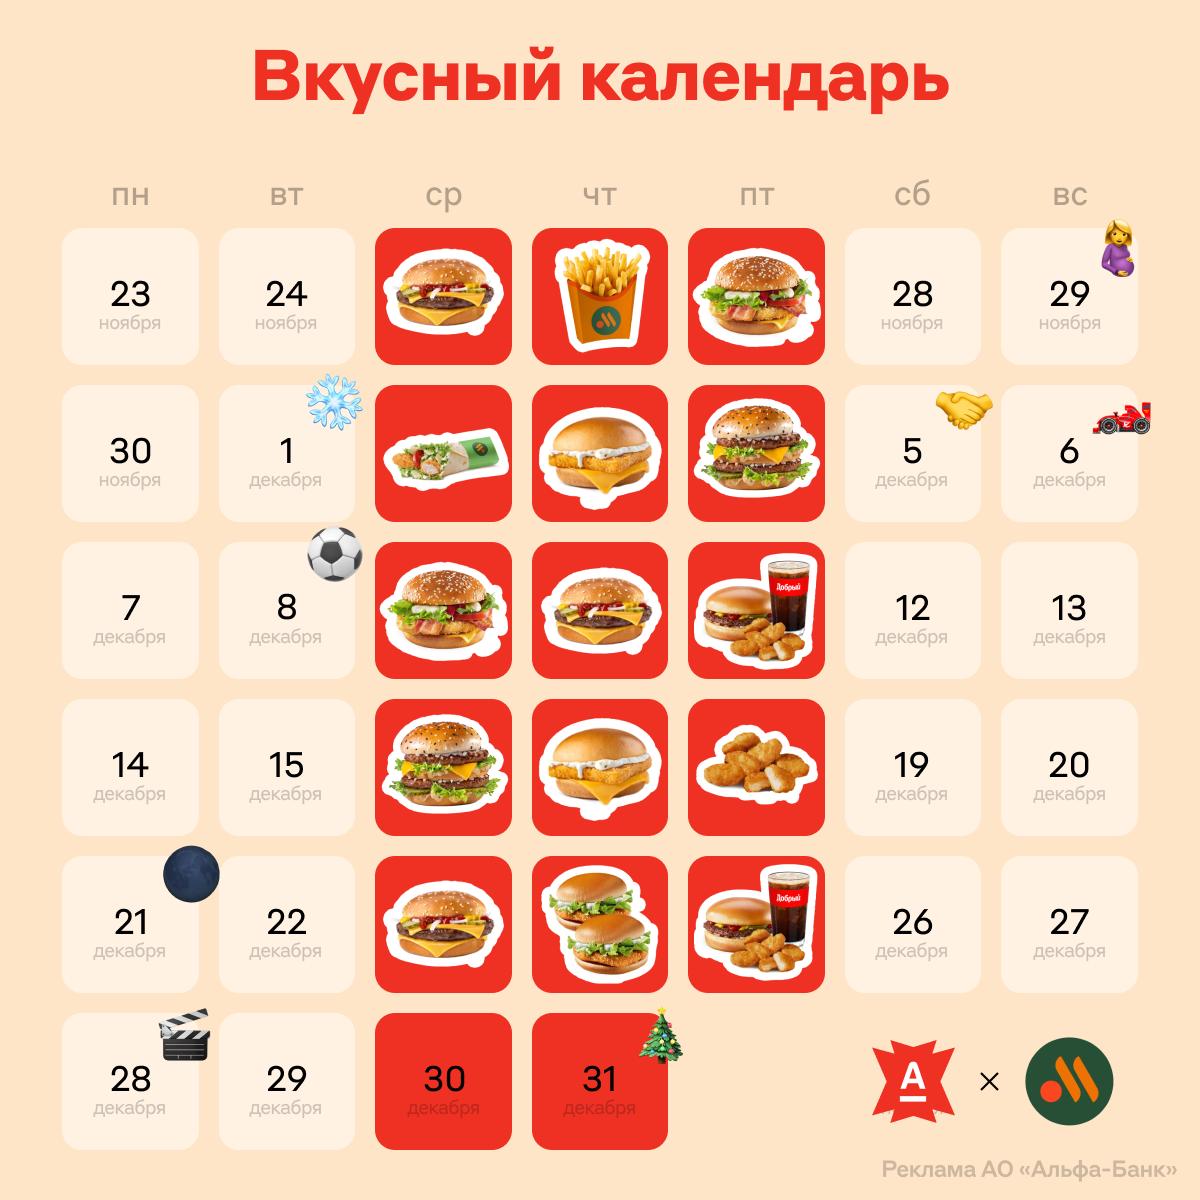 Вкусный календарь
пн вт ср чт пт сб вс
23 24 28 29
ноября ноября ноября ноября
30 1 5 6
ноября декабря декабря декабря
Добрый
7 8 12 13
декабря декабря декабря декабря
14 15 19 20
декабря декабря декабря декабря
Добрый
21 22 26 27
декабря декабря декабря декабря
28 29 30 31
декабря декабря декабря декабря
А
×
Реклама АО «Альфа-Банк»